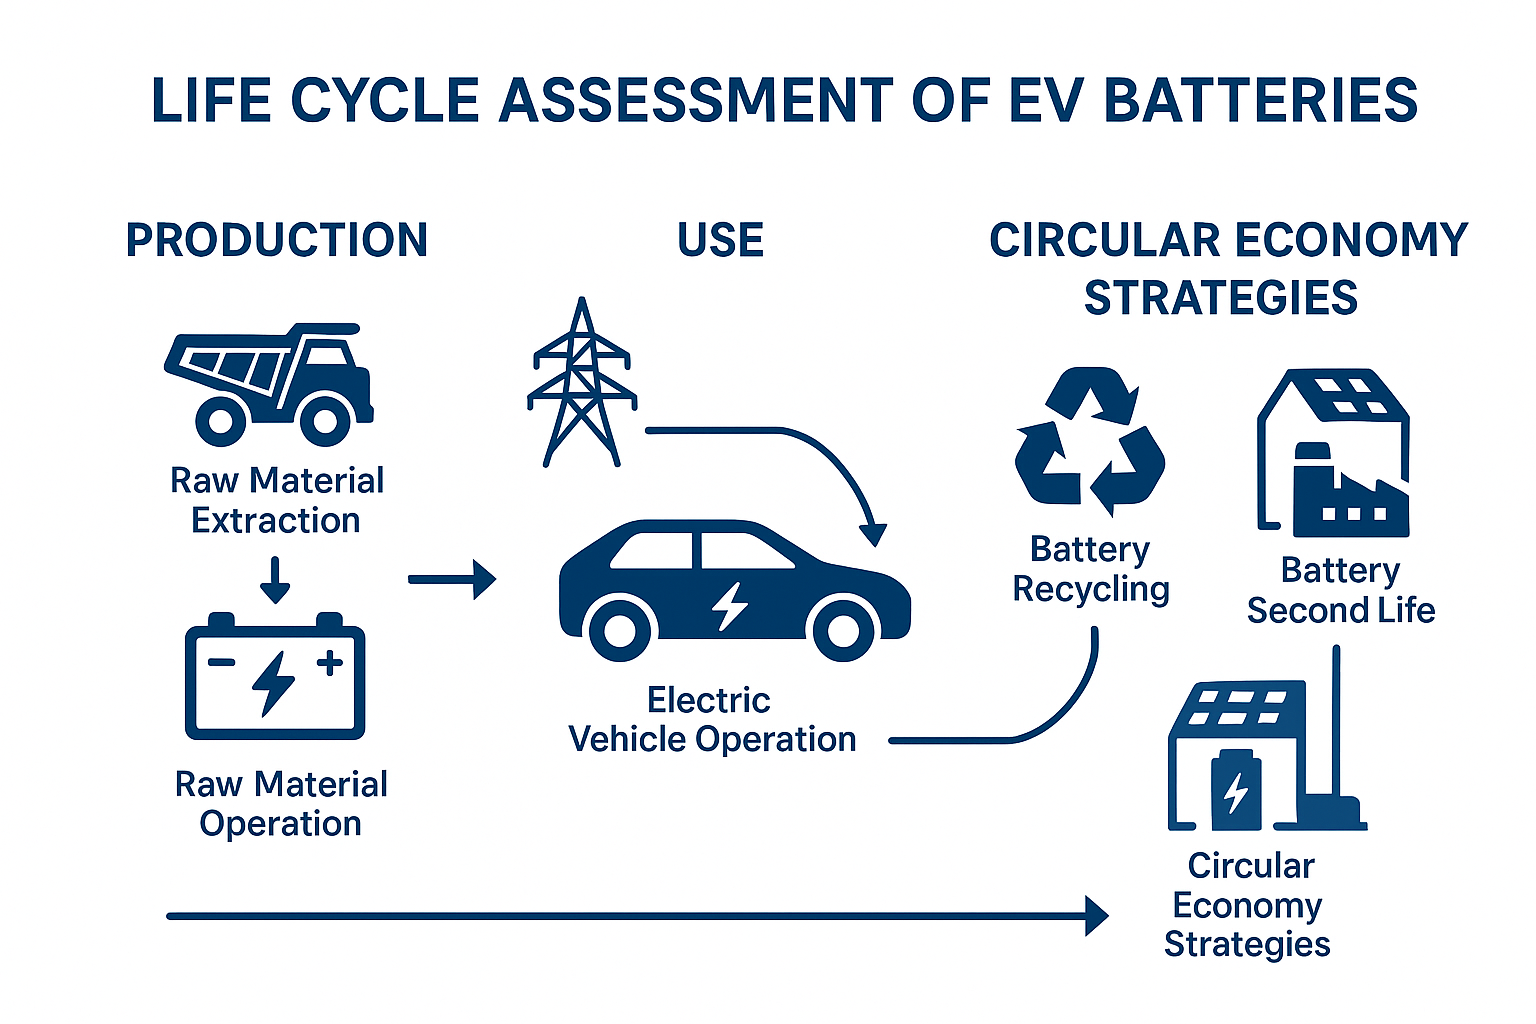 LIFE CYCLE ASSESSMENT OF EV BATTERIES
PRODUCTION
Raw Material
Extraction
Raw Material
Operation
USE
Electric
Vehicle Operation
CIRCULAR ECONOMY
STRATEGIES
Battery
Recycling
Battery
Second Life
Circular
Economy
Strategies